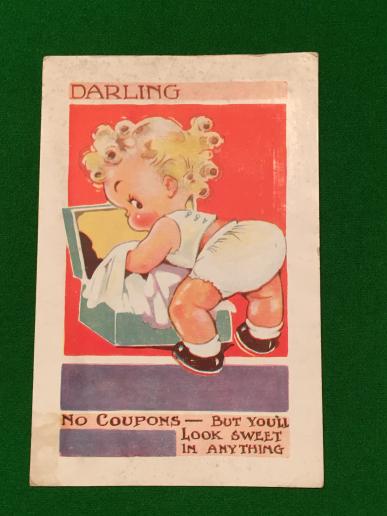 DARLING
NO COUPONS — BUT YOU'LL
LOOK SWEET
IN ANYTHING